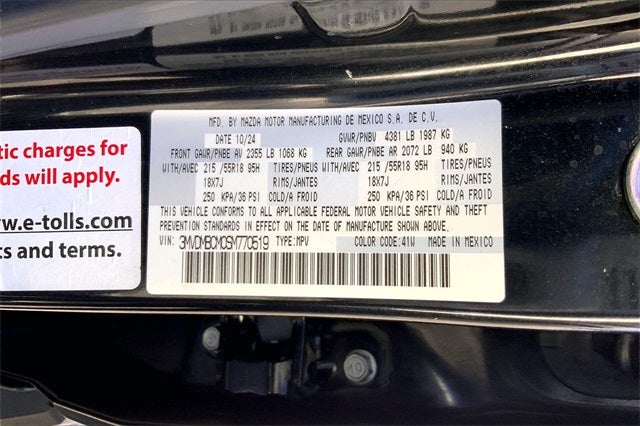 tic charges for
ds will apply.
ww.e-tolls.com
ts and terms.
MFD. BY MAZDA MOTOR MANUFACTURING DE MEXICO S.A. DE C.V.
DATE 10/24 GVWR/PNBV 4381 LB 1987 KG
FRONT GAWR/PNBE AV 2355 LB 1068 KG REAR GAWR/PNBE AR 2072 LB 940 KG
WITH/AVEC 215 /55R18 95H TIRES/PNEUS WITH/AVEC 215 /55R18 95H TIRES/PNEUS
18X7J RIMS/JANTES 18X7J RIMS/JANTES
250 KPA/36 PSI COLD/A FROID 250 KPA/36 PSI COLD/A FROID
THIS VEHICLE CONFORMS TO ALL APPLICABLE FEDERAL MOTOR VEHICLE SAFETY AND THEFT
PREVENTION STANDARDS IN EFFECT ON THE DATE OF MANUFACTURE SHOWN ABOVE.
VIN: 3MVDMBCM0SM770519 TYPE:MPV COLOR CODE:41W MADE IN MEXICO
10